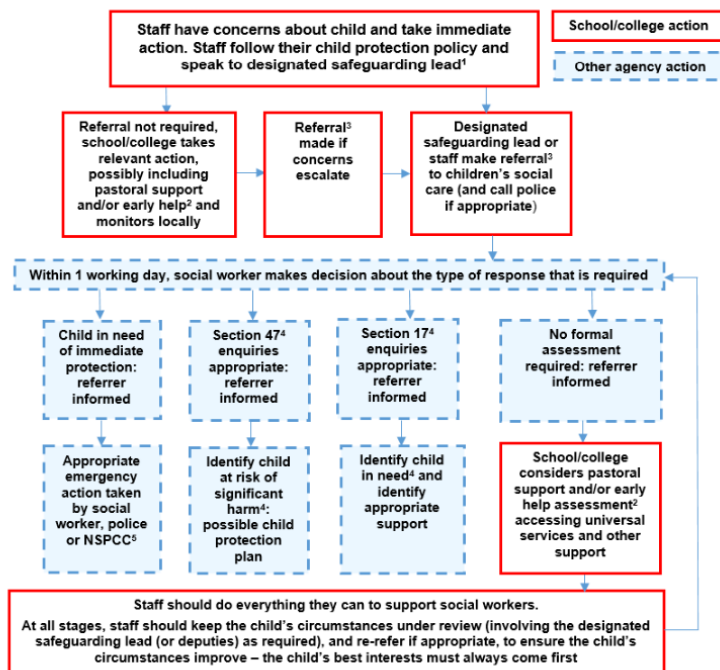 Staff have concerns about child and take immediate
action. Staff follow their child protection policy and
speak to designated safeguarding lead¹
School/college action
Other agency action
Referral not required,
school/college takes
relevant action,
possibly including
pastoral support
and/or early help² and
monitors locally
Referral³
made if
concerns
escalate
Designated
safeguarding lead or
staff make referral³
to children's social
care (and call police
if appropriate)
Within 1 working day, social worker makes decision about the type of response that is required
Child in need
of immediate
protection:
referrer
informed
Section 47⁴
enquiries
appropriate:
referrer
informed
Section 17⁴
enquiries
appropriate:
referrer
informed
No formal
assessment
required: referrer
informed
Appropriate
emergency
action taken
by social
worker, police
or NSPCC⁵
Identify child
at risk of
significant
harm⁴:
possible child
protection
plan
Identify child
in need⁴ and
identify
appropriate
support
School/college
considers pastoral
support and/or early
help assessment²
accessing universal
services and other
support
Staff should do everything they can to support social workers.
At all stages, staff should keep the child's circumstances under review (involving the designated
safeguarding lead (or deputies) as required), and re-refer if appropriate, to ensure the child's
circumstances improve – the child's best interests must always come first